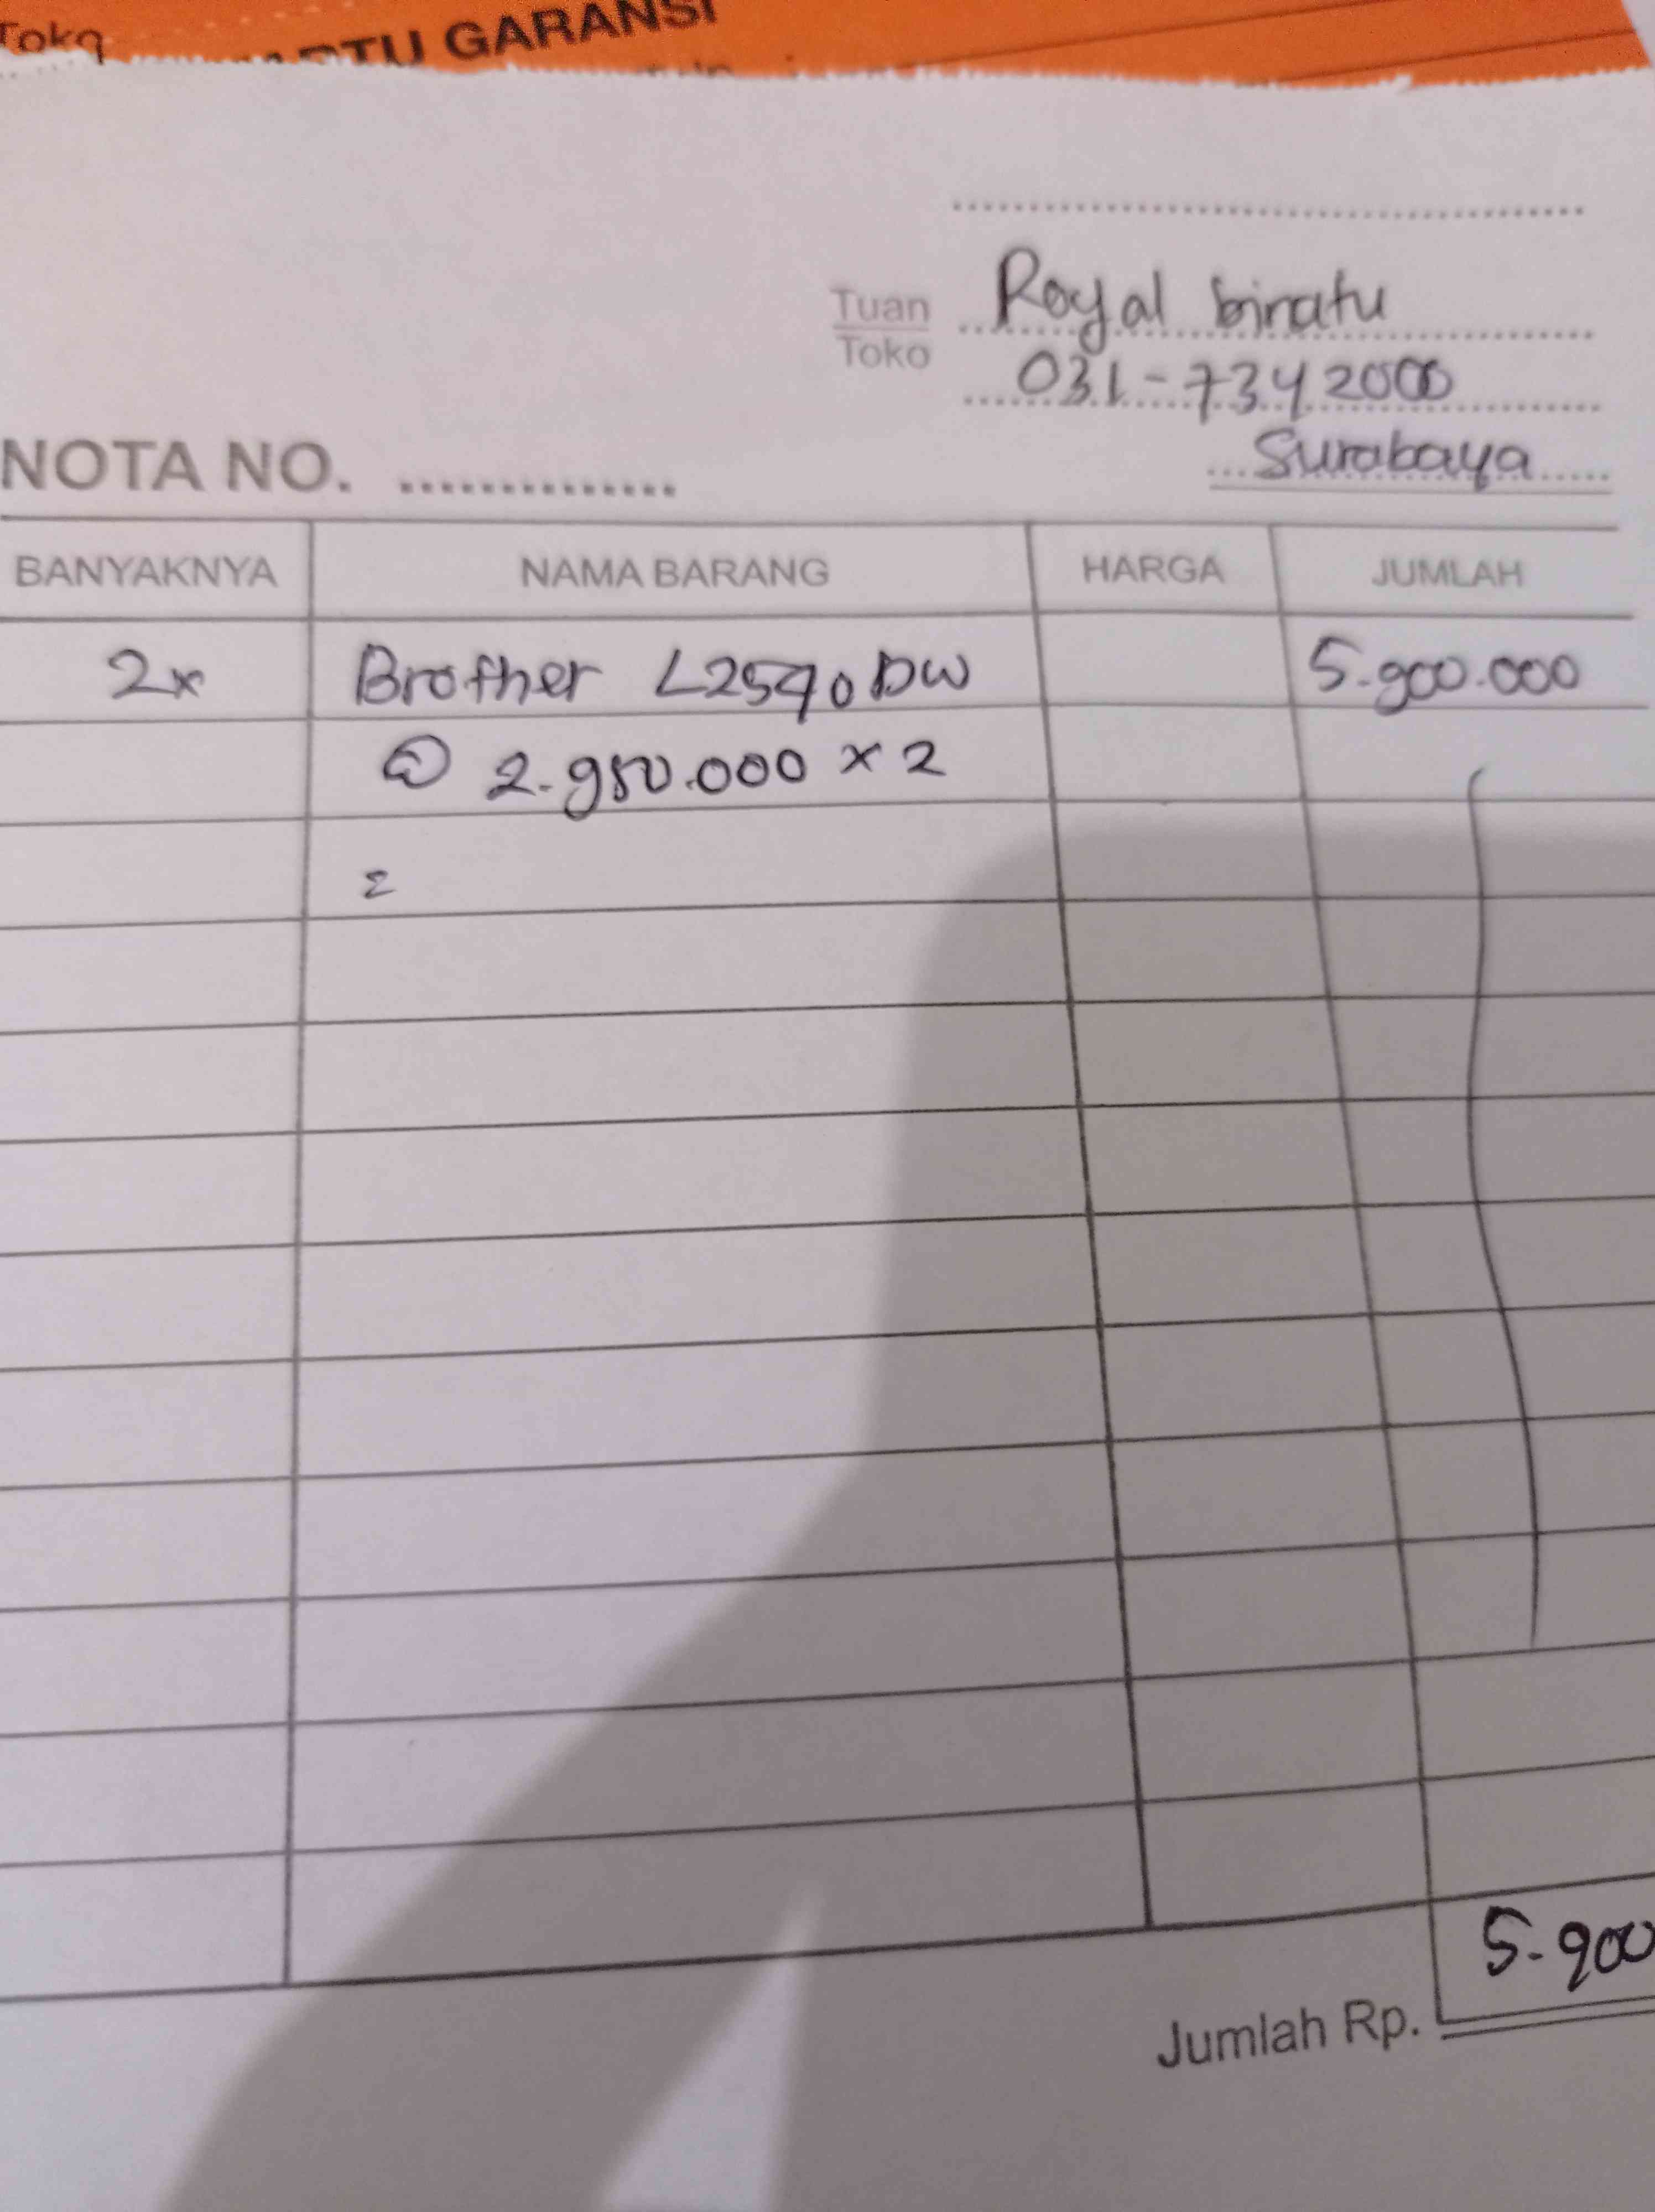 Toko
KARTU GARANSI
Tuan
Toko
Royal binatu
031-7342000
Surabaya
NOTA NO. ..............
BANYAKNYA NAMA BARANG HARGA JUMLAH
2x Brother L2540DW 5.900.000
@ 2.950.000 x 2
=
Jumlah Rp. 5.900